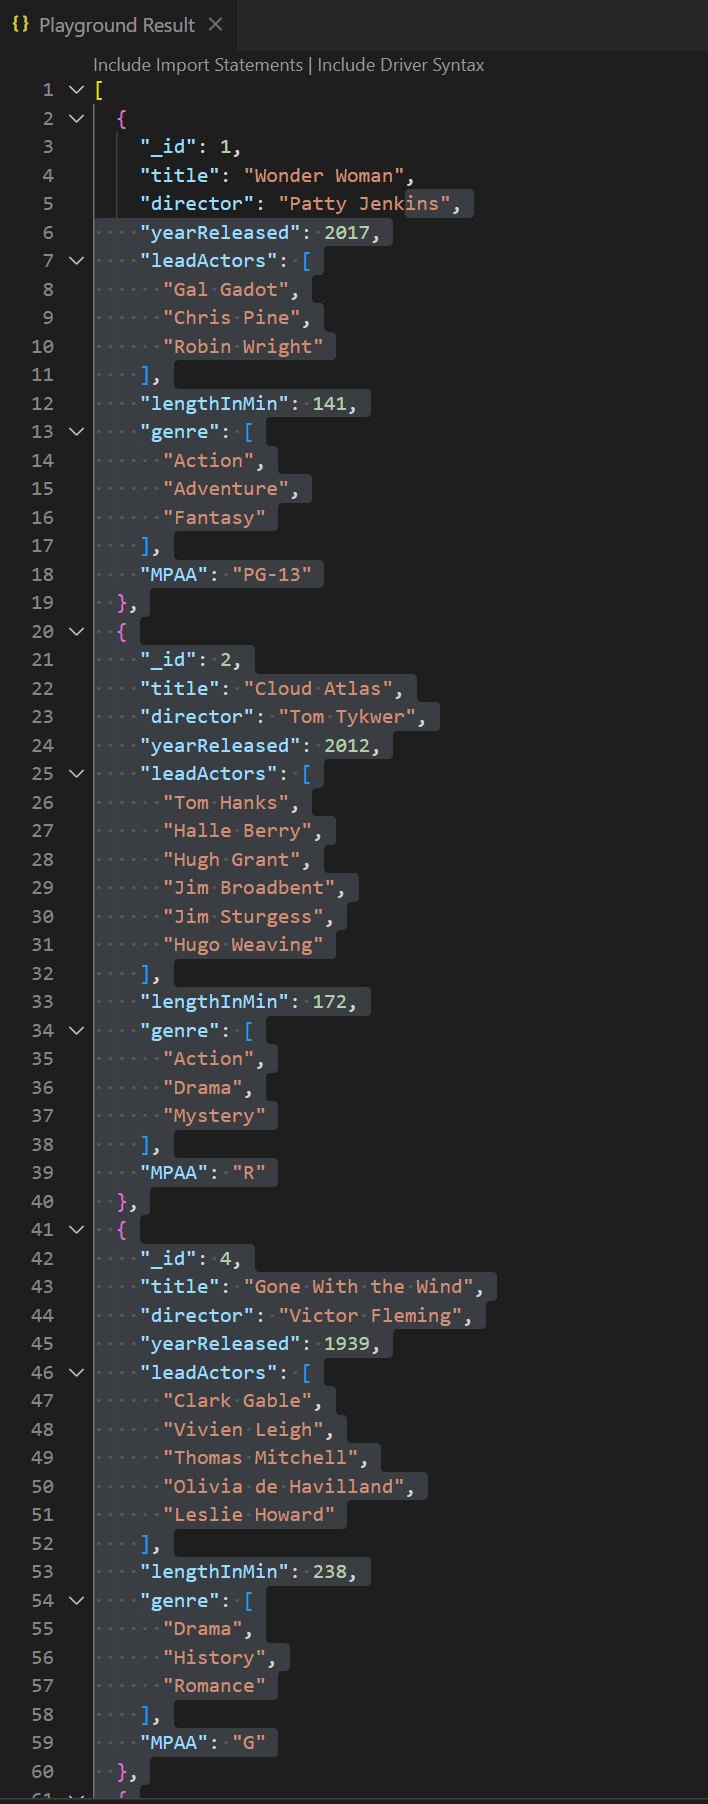 {} Playground Result ×
Include Import Statements | Include Driver Syntax
1 [
2 {
3 "_id": 1,
4 "title": "Wonder Woman",
5 "director": "Patty Jenkins",
6 "yearReleased": 2017,
7 "leadActors": [
8 "Gal Gadot",
9 "Chris Pine",
10 "Robin Wright"
11 ],
12 "lengthInMin": 141,
13 "genre": [
14 "Action",
15 "Adventure",
16 "Fantasy"
17 ],
18 "MPAA": "PG-13"
19 },
20 {
21 "_id": 2,
22 "title": "Cloud Atlas",
23 "director": "Tom Tykwer",
24 "yearReleased": 2012,
25 "leadActors": [
26 "Tom Hanks",
27 "Halle Berry",
28 "Hugh Grant",
29 "Jim Broadbent",
30 "Jim Sturgess",
31 "Hugo Weaving"
32 ],
33 "lengthInMin": 172,
34 "genre": [
35 "Action",
36 "Drama",
37 "Mystery"
38 ],
39 "MPAA": "R"
40 },
41 {
42 "_id": 4,
43 "title": "Gone With the Wind",
44 "director": "Victor Fleming",
45 "yearReleased": 1939,
46 "leadActors": [
47 "Clark Gable",
48 "Vivien Leigh",
49 "Thomas Mitchell",
50 "Olivia de Havilland",
51 "Leslie Howard"
52 ],
53 "lengthInMin": 238,
54 "genre": [
55 "Drama",
56 "History",
57 "Romance"
58 ],
59 "MPAA": "G"
60 },
61 {